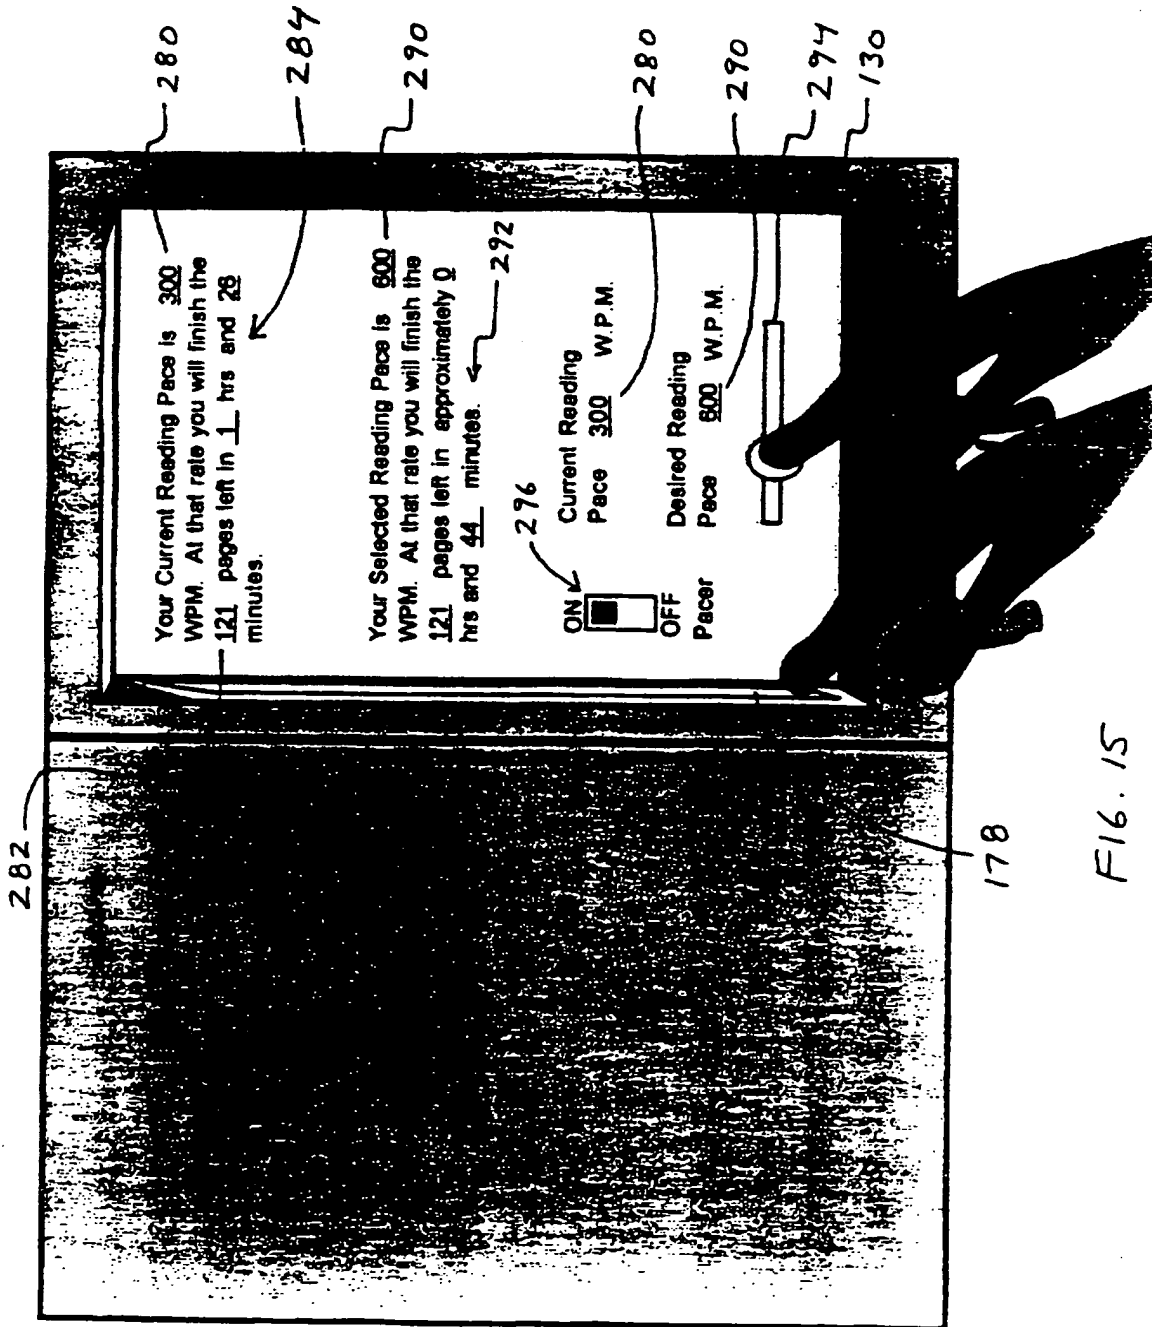 Your Current Reading Pace is 300
WPM. At that rate you will finish the
121 pages left in 1 hrs and 28
minutes.
Your Selected Reading Pace is 600
WPM. At that rate you will finish the
121 pages left in approximately 0
hrs and 44 minutes.
ON
OFF
Pacer
Current Reading
Pace 300 W.P.M.
Desired Reading
Pace 600 W.P.M.
280
284
290
292
296
280
290
294
130
282
178
FIG. 15